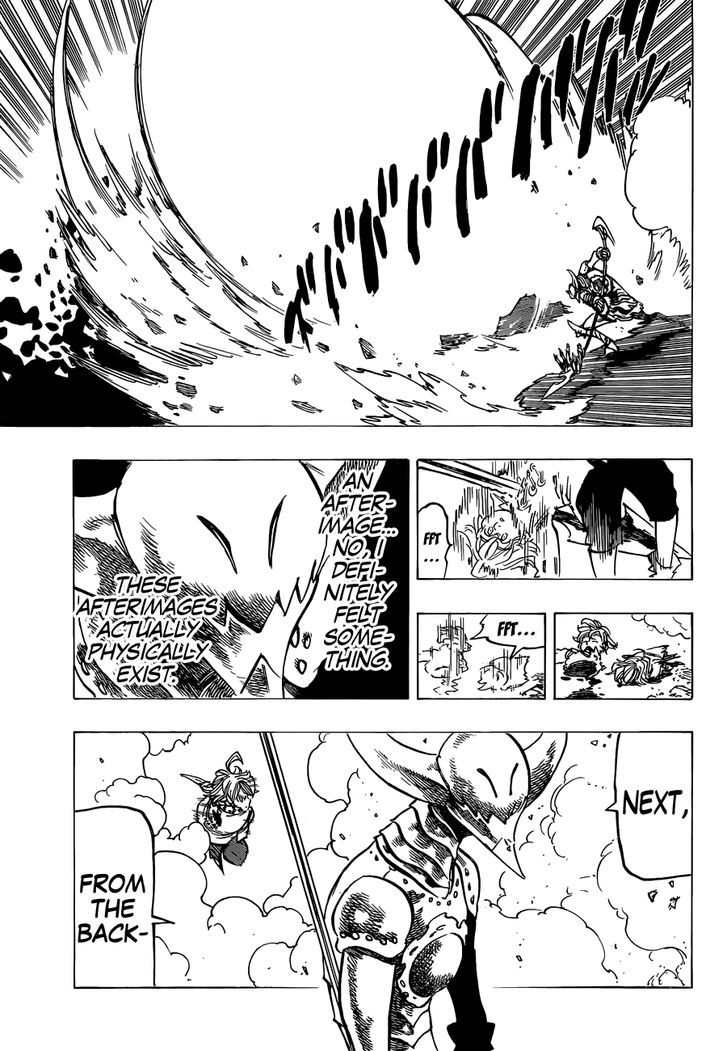 FPT
...
FPT...
AN
AFTER-
IMAGE...
NO, I
DEFI-
NITELY
FELT
SOME-
THING.
THESE
AFTERIMAGES
ACTUALLY
PHYSICALLY
EXIST.
NEXT,
FROM
THE
BACK-